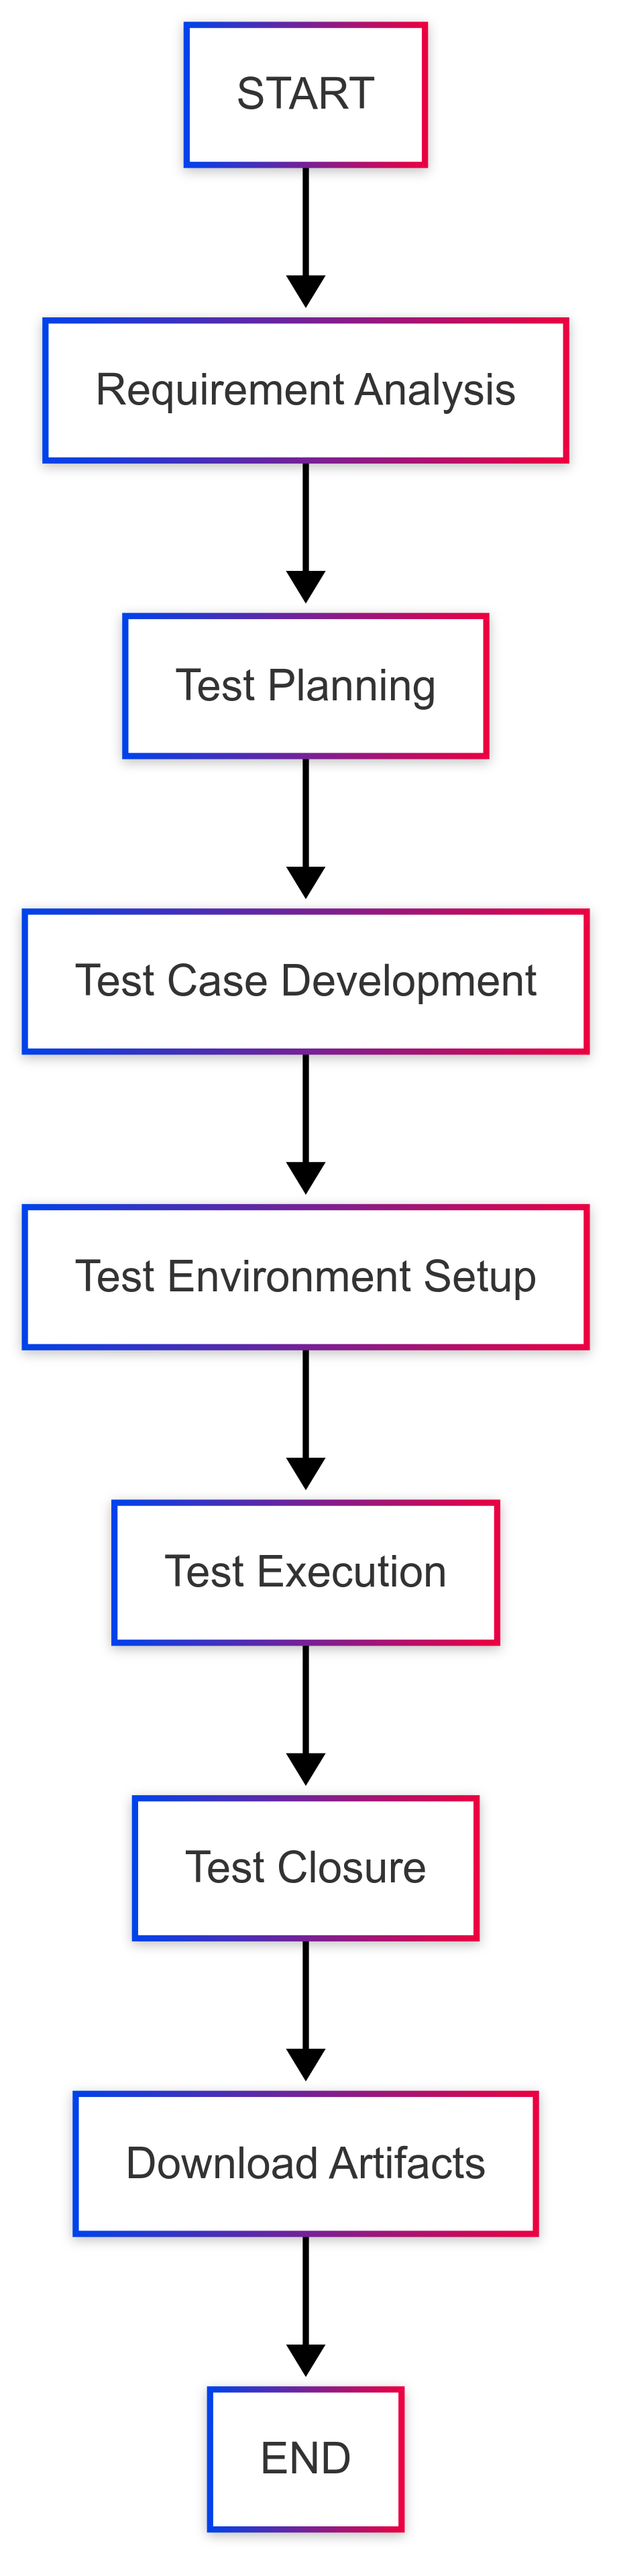 START
Requirement Analysis
Test Planning
Test Case Development
Test Environment Setup
Test Execution
Test Closure
Download Artifacts
END